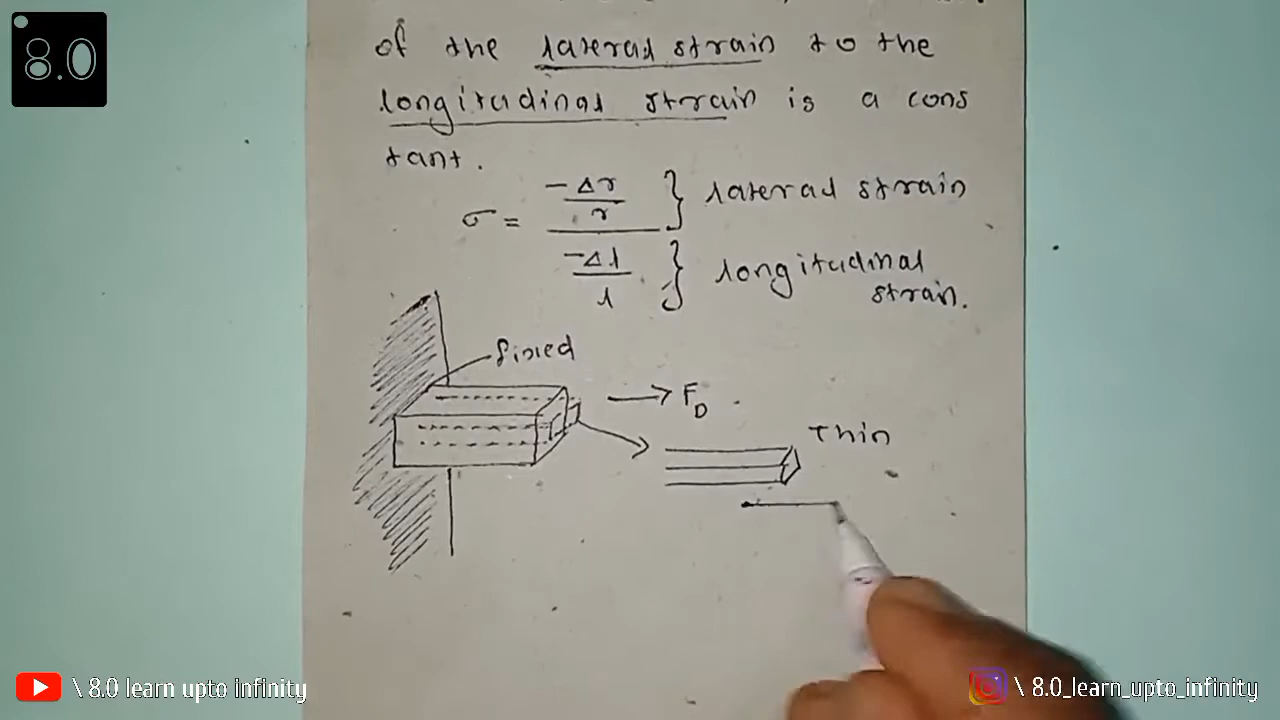 8.0
of the lateral strain to the
longitudinal strain is a cons
tant.
σ = -Δr/r } lateral strain
-Δl/l } longitudinal
strain.
fixed
→ F_D
Thin
\ 8.0 learn upto infinity
\ 8.0_learn_upto_infinity